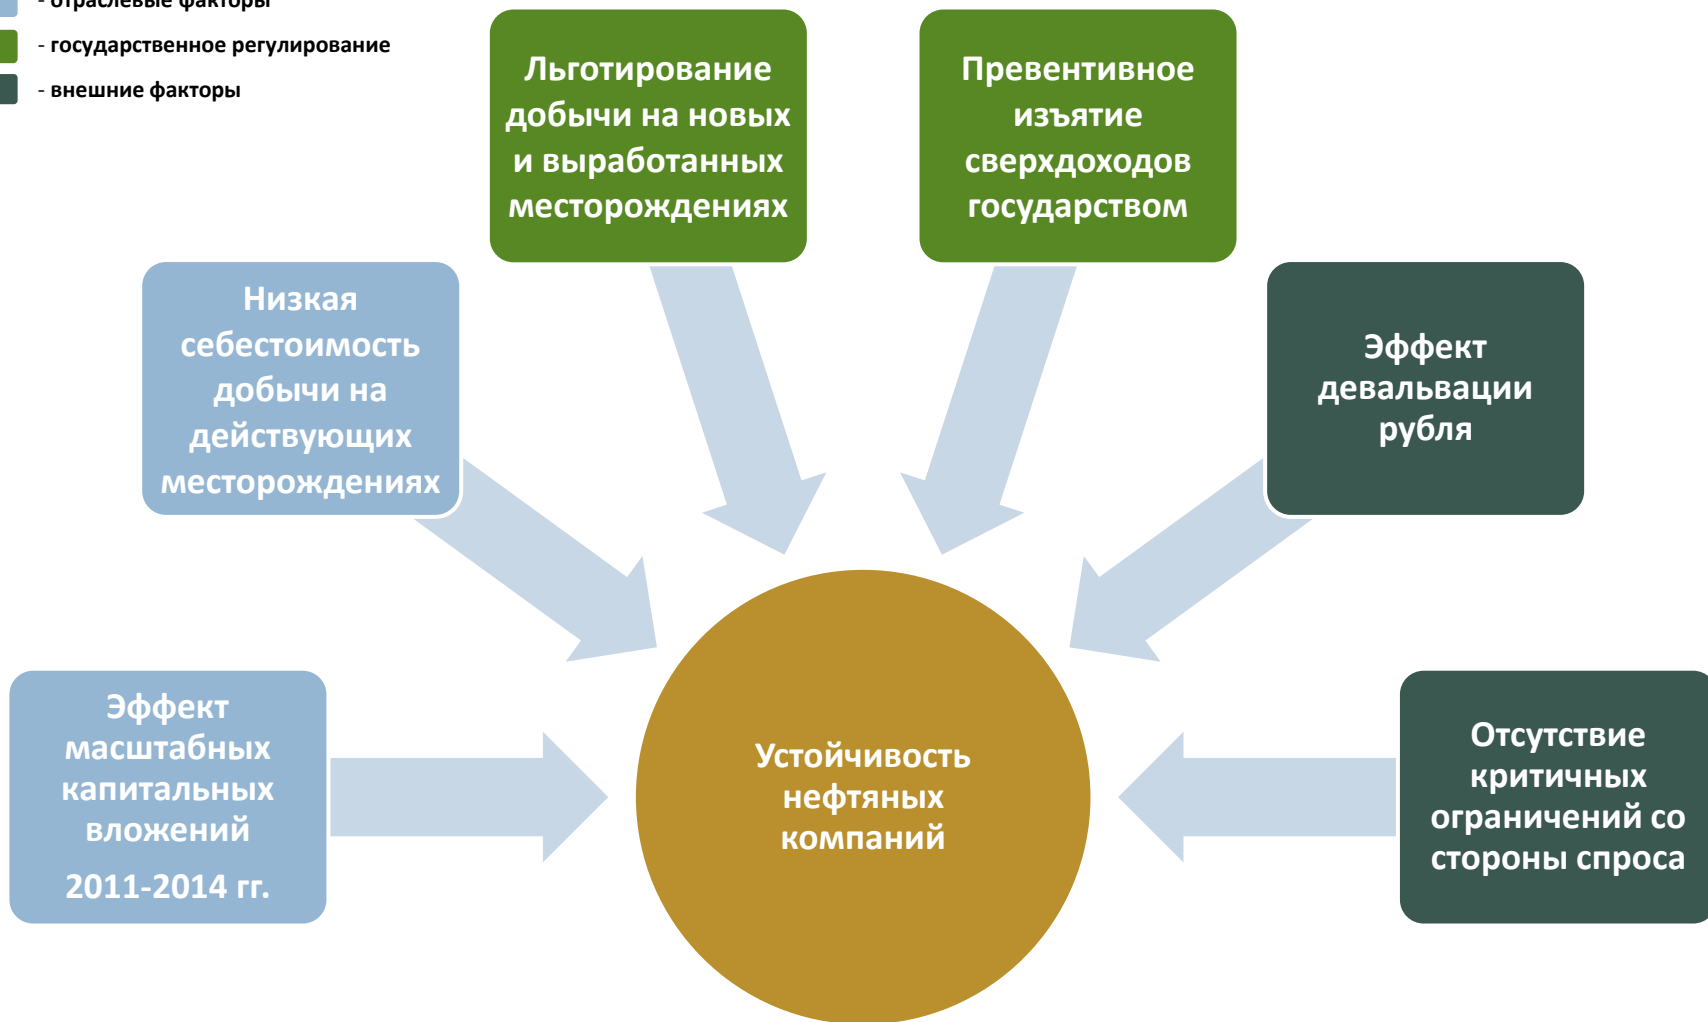 - отраслевые факторы
- государственное регулирование
- внешние факторы
Льготирование
добычи на новых
и выработанных
месторождениях
Превентивное
изъятие
сверхдоходов
государством
Низкая
себестоимость
добычи на
действующих
месторождениях
Эффект
девальвации
рубля
Эффект
масштабных
капитальных
вложений
2011-2014 гг.
Устойчивость
нефтяных
компаний
Отсутствие
критичных
ограничений со
стороны спроса